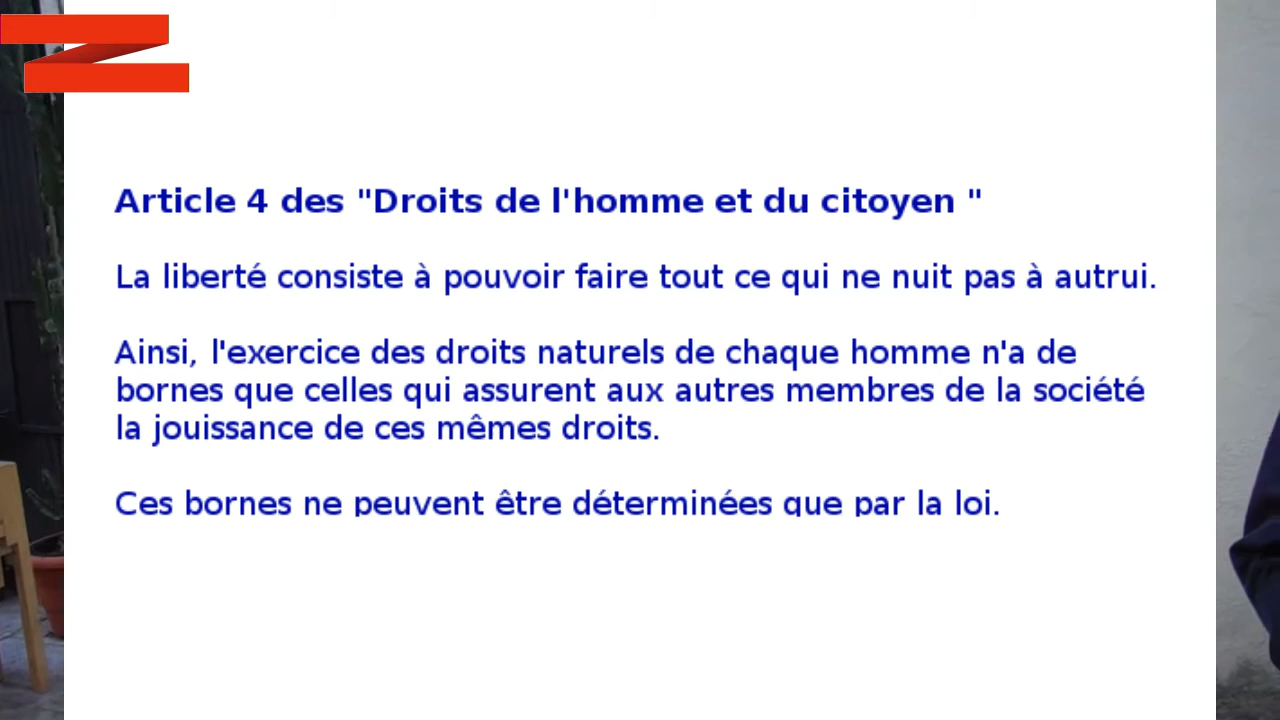 Article 4 des "Droits de l'homme et du citoyen "
La liberté consiste à pouvoir faire tout ce qui ne nuit pas à autrui.
Ainsi, l'exercice des droits naturels de chaque homme n'a de
bornes que celles qui assurent aux autres membres de la société
la jouissance de ces mêmes droits.
Ces bornes ne peuvent être déterminées que par la loi.